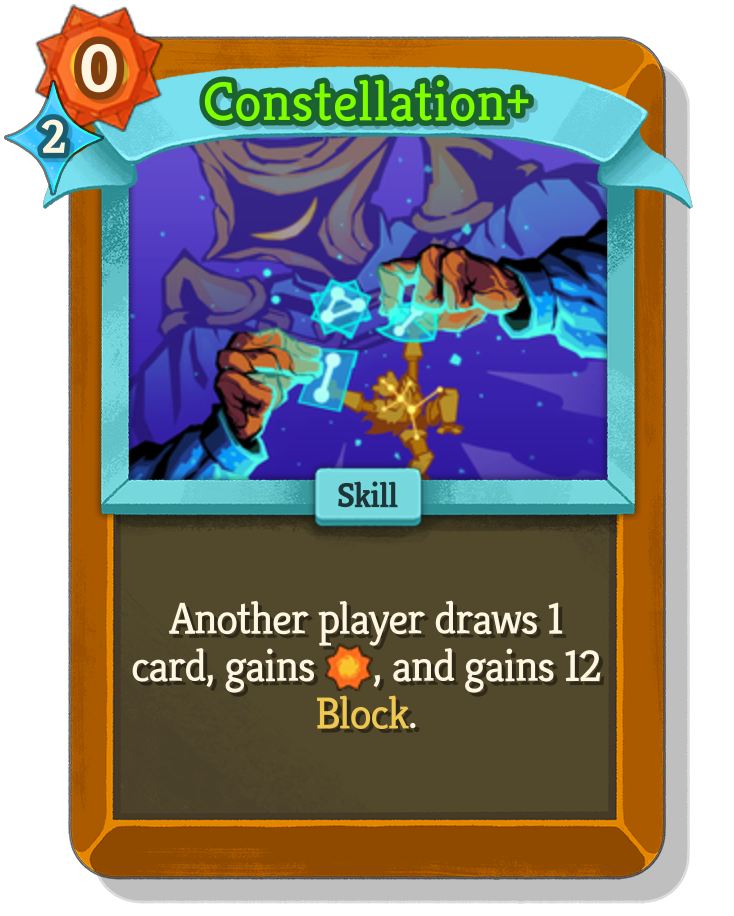 0
Constellation+
2
Skill
Another player draws 1
card, gains , and gains 12
Block.